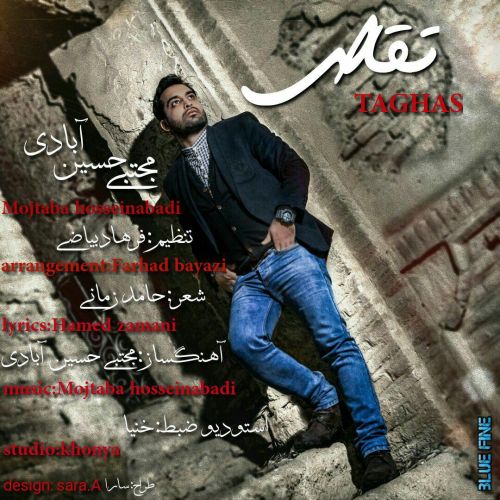 تقاص
TAGHAS
مجتبی حسین آبادی
Mojtaba hosseinabadi
تنظیم:فرهاد بیاضی
arrangement:Farhad bayazi
شعر:حامد زمانی
lyrics:Hamed zamani
آهنگساز:مجتبی حسین آبادی
music:Mojtaba hosseinabadi
استودیو ضبط:خنیا
studio:khonya
design: sara.A طراح:سارا
BLUE FINE